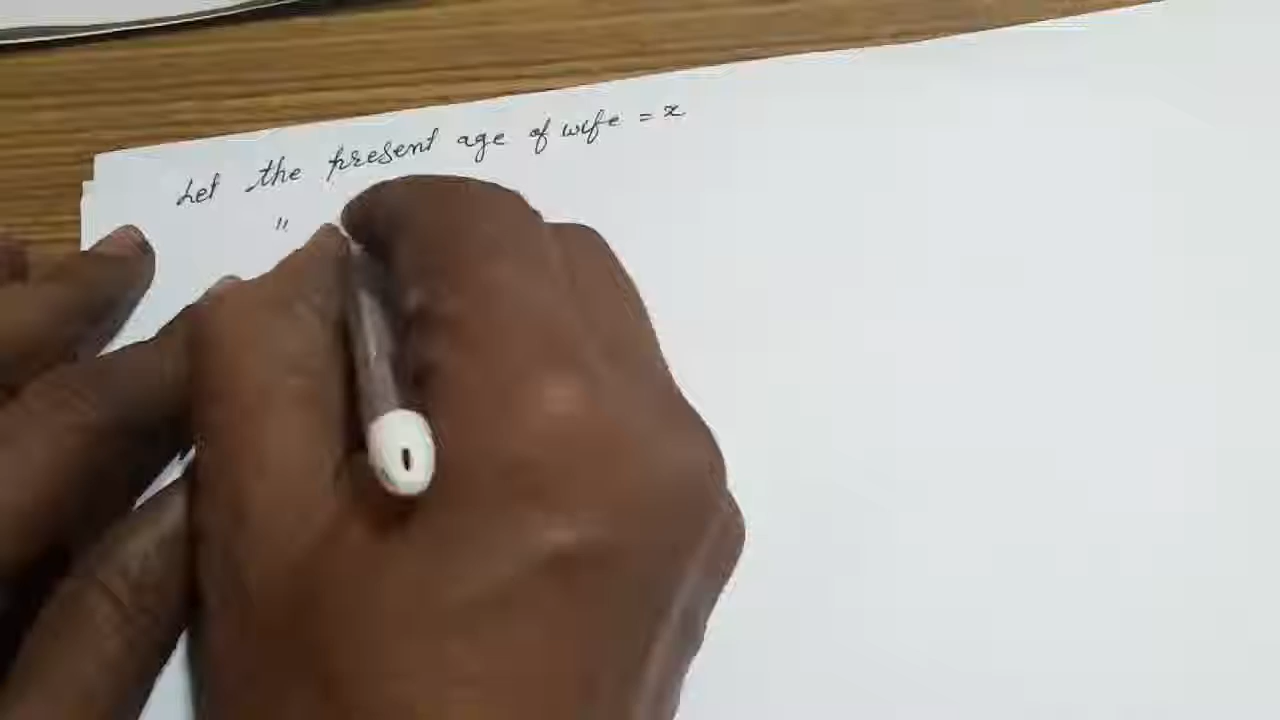 Let the present age of wife = x
"